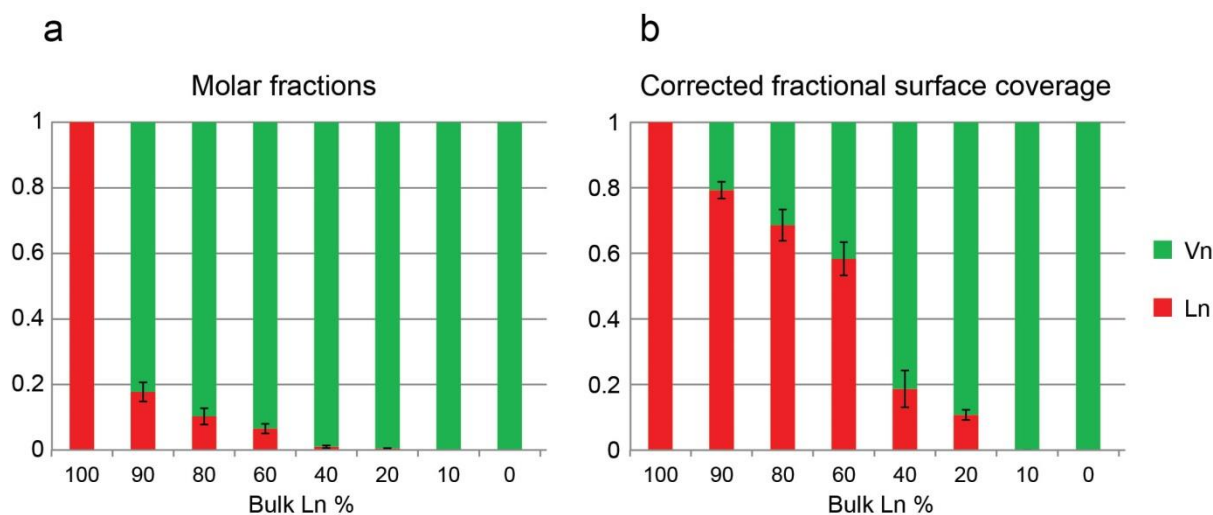 a
Molar fractions
1
0.8
0.6
0.4
0.2
0
100 90 80 60 40 20 10 0
Bulk Ln %
b
Corrected fractional surface coverage
1
0.8
0.6
0.4
0.2
0
100 90 80 60 40 20 10 0
Bulk Ln %
Vn
Ln